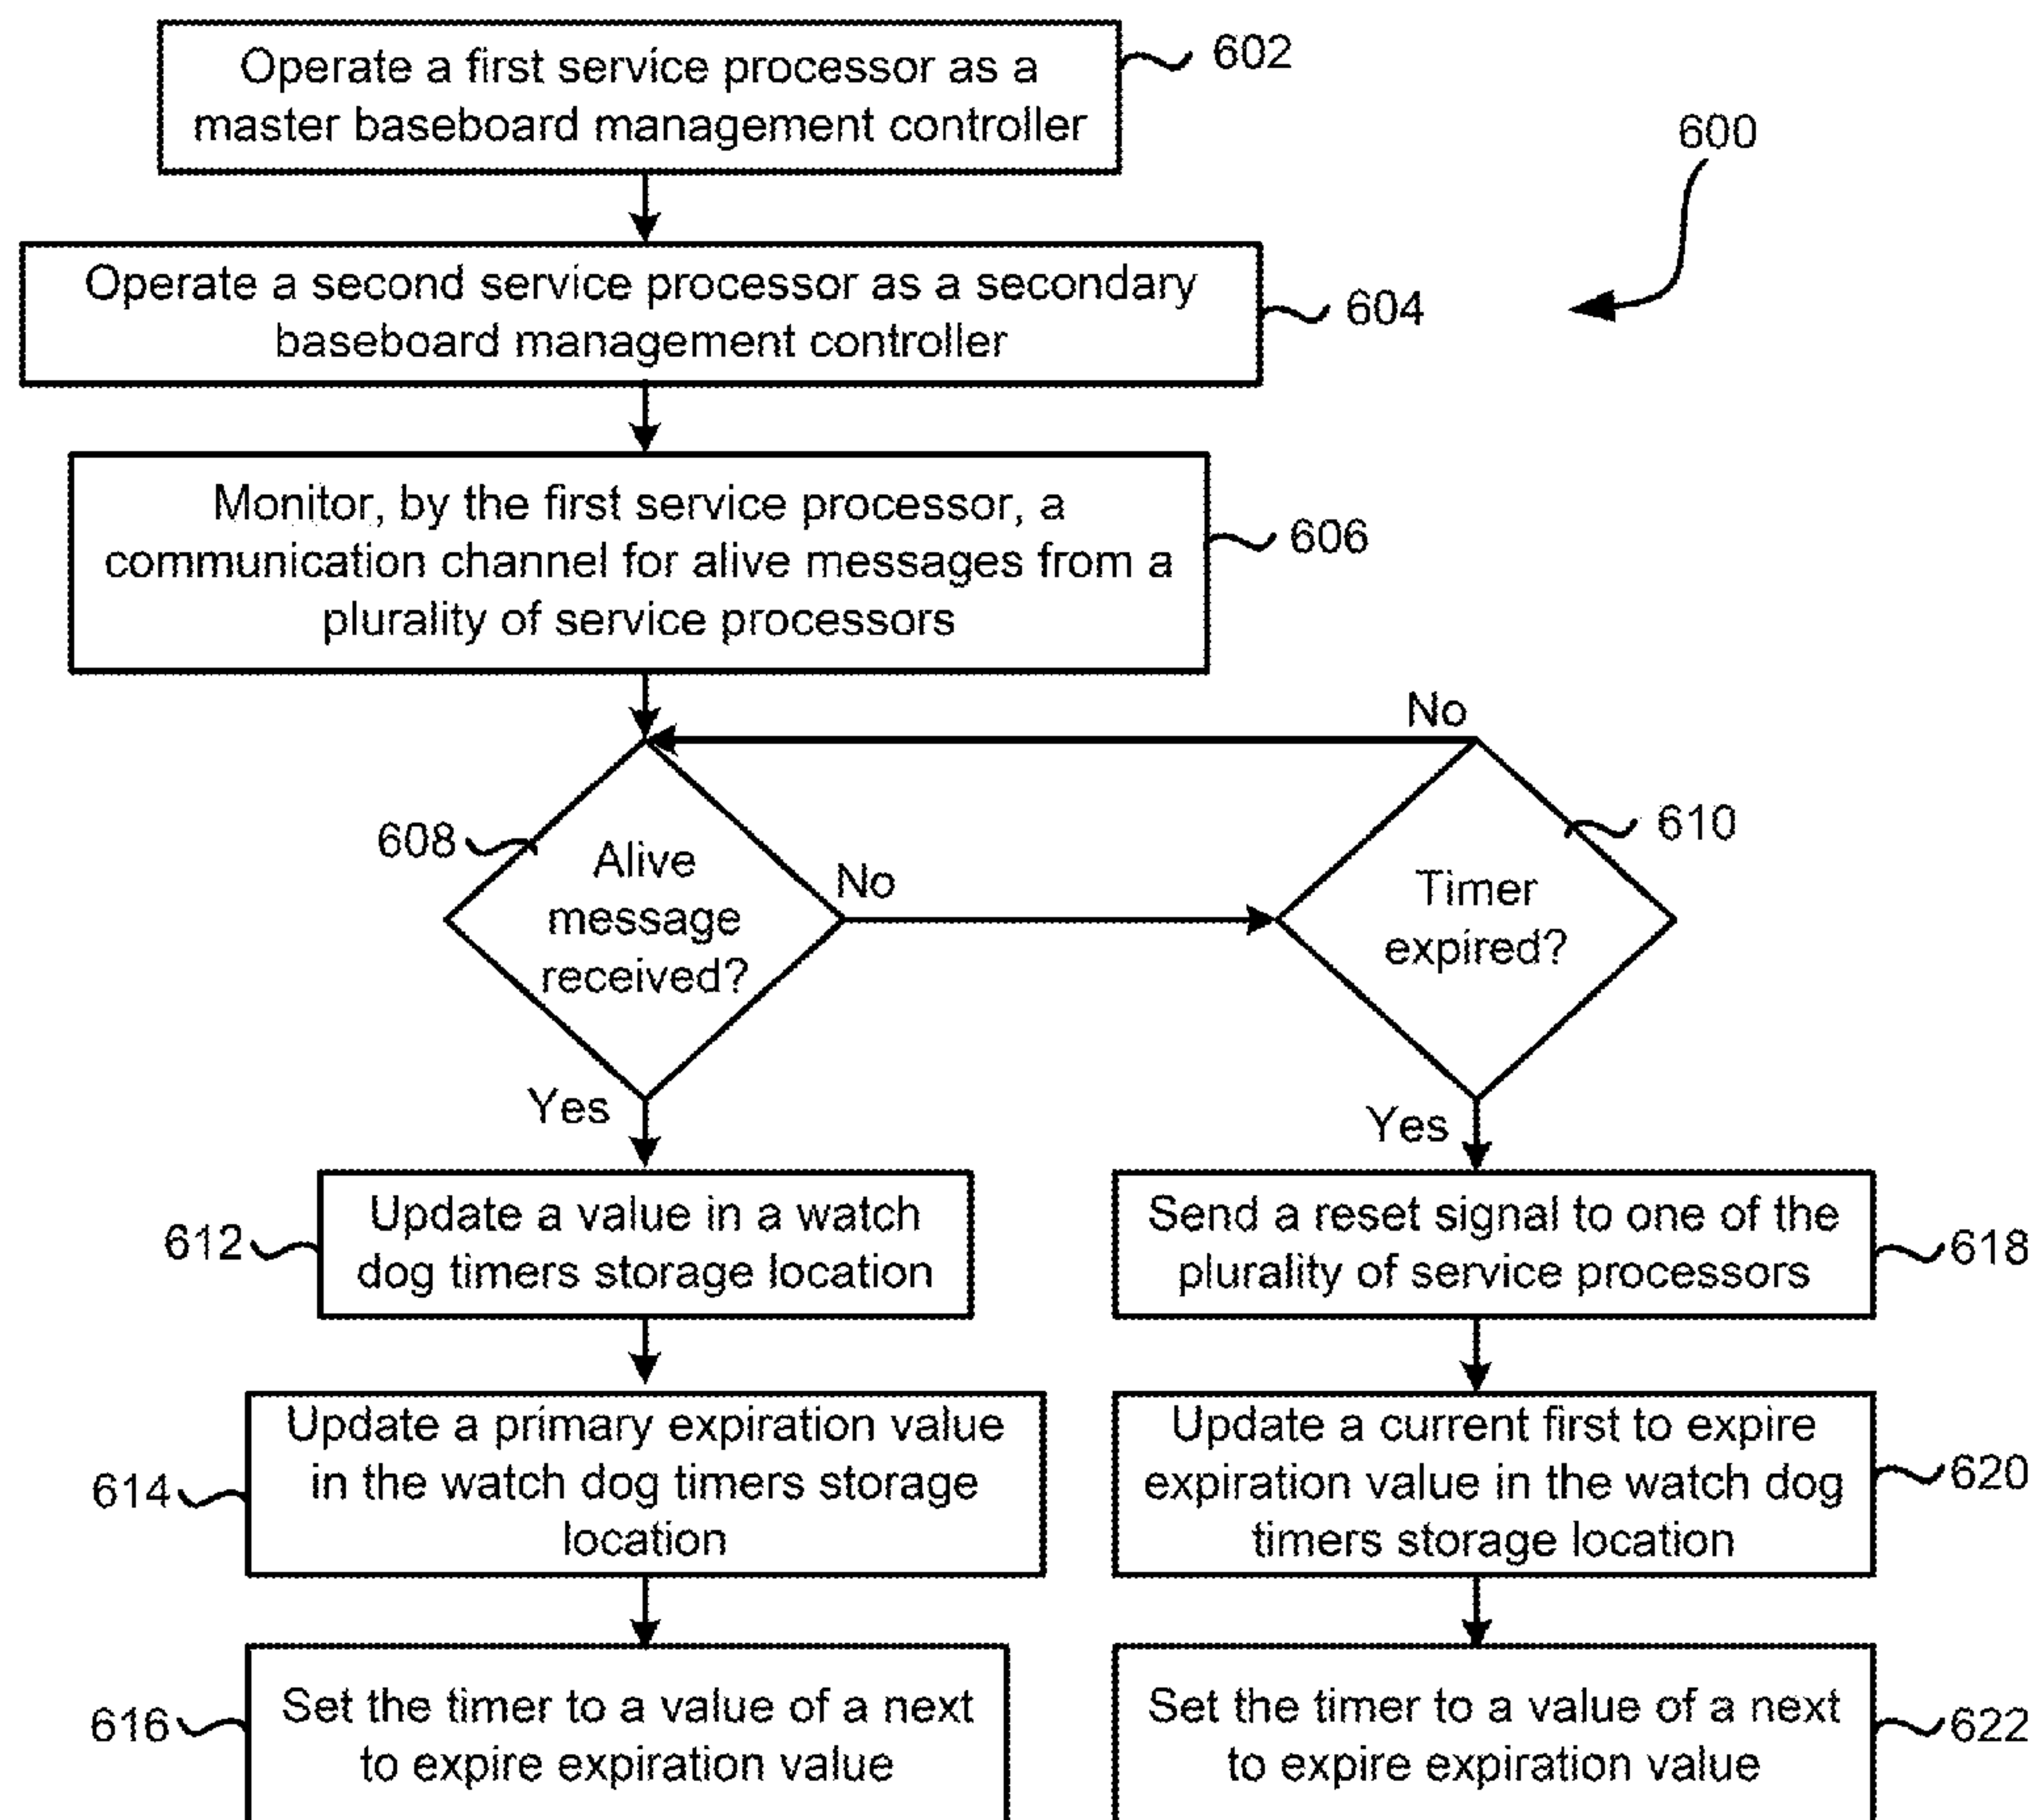 Operate a first service processor as a
master baseboard management controller
602
600
Operate a second service processor as a secondary
baseboard management controller
604
Monitor, by the first service processor, a
communication channel for alive messages from a
plurality of service processors
606
No
608
Alive
message
received?
No
610
Timer
expired?
Yes
Yes
612
Update a value in a watch
dog timers storage location
Send a reset signal to one of the
plurality of service processors
618
614
Update a primary expiration value
in the watch dog timers storage
location
Update a current first to expire
expiration value in the watch dog
timers storage location
620
616
Set the timer to a value of a next
to expire expiration value
Set the timer to a value of a next
to expire expiration value
622